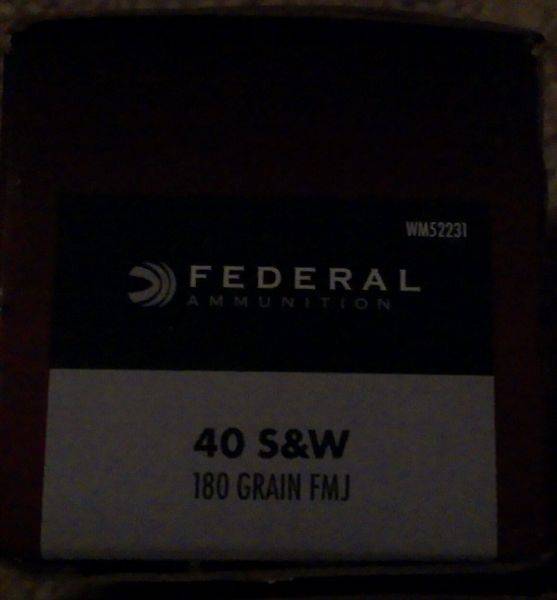 WM52231
FEDERAL
AMMUNITION
40 S&W
180 GRAIN FMJ